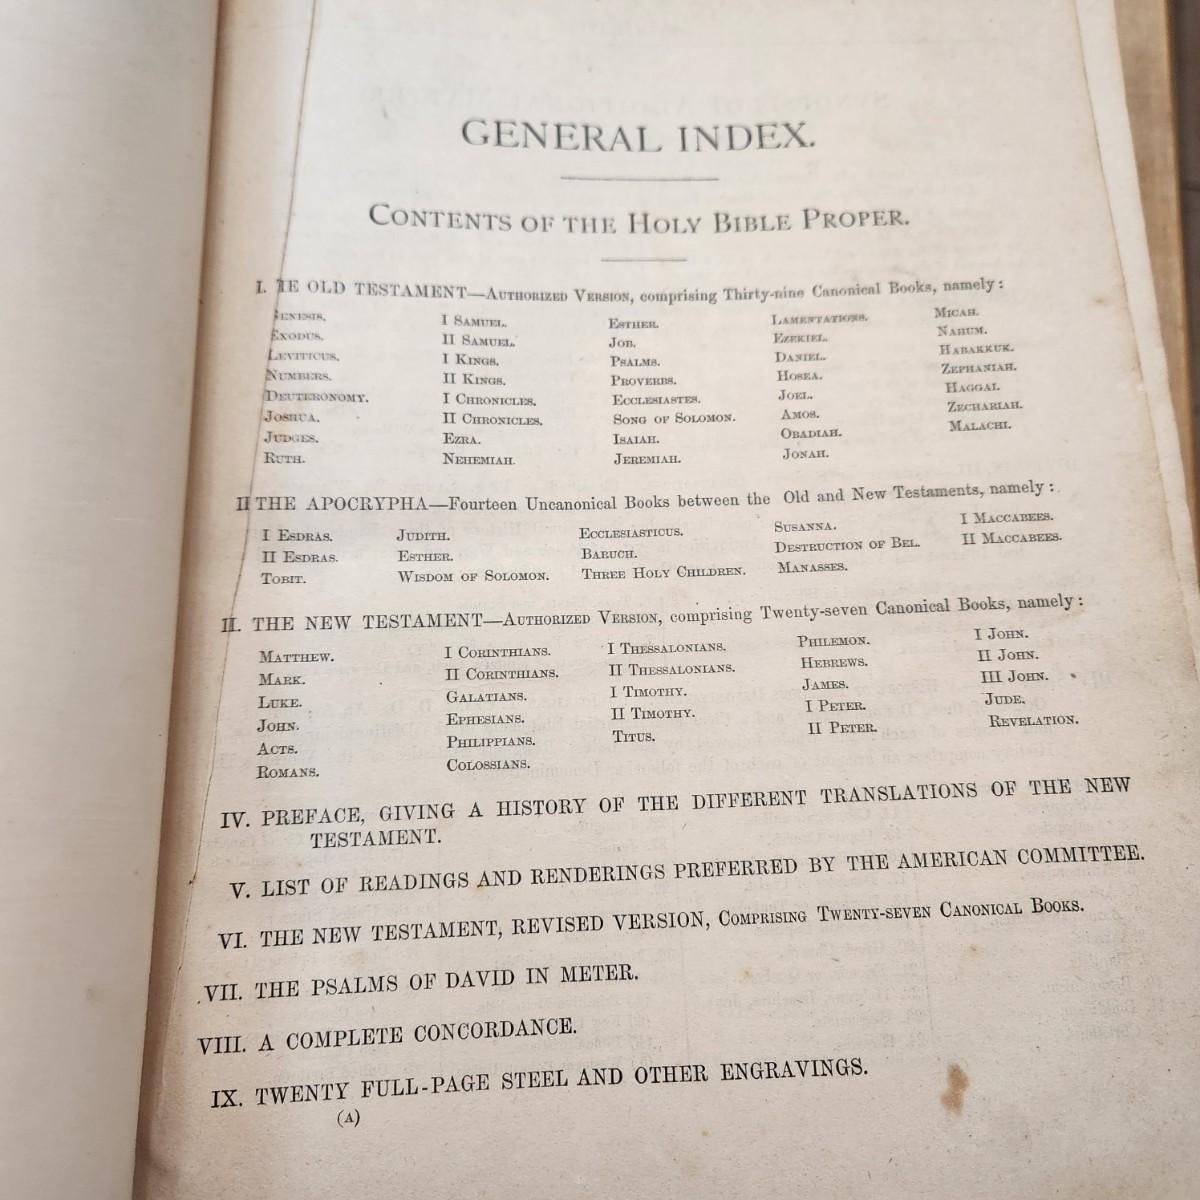 GENERAL INDEX.
CONTENTS OF THE HOLY BIBLE PROPER.
I. HE OLD TESTAMENT—AUTHORIZED VERSION, comprising Thirty-nine Canonical Books, namely:
GENESIS. I SAMUEL. ESTHER. LAMENTATIONS. MICAH.
EXODUS. II SAMUEL. JOB. EZEKIEL. NAHUM.
LEVITICUS. I KINGS. PSALMS. DANIEL. HABAKKUK.
NUMBERS. II KINGS. PROVERBS. HOSEA. ZEPHANIAH.
DEUTERONOMY. I CHRONICLES. ECCLESIASTES. JOEL. HAGGAI.
JOSHUA. II CHRONICLES. SONG OF SOLOMON. AMOS. ZECHARIAH.
JUDGES. EZRA. ISAIAH. OBADIAH. MALACHI.
RUTH. NEHEMIAH. JEREMIAH. JONAH.
II THE APOCRYPHA—Fourteen Uncanonical Books between the Old and New Testaments, namely:
I ESDRAS. JUDITH. ECCLESIASTICUS. SUSANNA. I MACCABEES.
II ESDRAS. ESTHER. BARUCH. DESTRUCTION OF BEL. II MACCABEES.
TOBIT. WISDOM OF SOLOMON. THREE HOLY CHILDREN. MANASSES.
II. THE NEW TESTAMENT—AUTHORIZED VERSION, comprising Twenty-seven Canonical Books, namely:
MATTHEW. I CORINTHIANS. I THESSALONIANS. PHILEMON. I JOHN.
MARK. II CORINTHIANS. II THESSALONIANS. HEBREWS. II JOHN.
LUKE. GALATIANS. I TIMOTHY. JAMES. III JOHN.
JOHN. EPHESIANS. II TIMOTHY. I PETER. JUDE.
ACTS. PHILIPPIANS. TITUS. II PETER. REVELATION.
ROMANS. COLOSSIANS.
IV. PREFACE, GIVING A HISTORY OF THE DIFFERENT TRANSLATIONS OF THE NEW
TESTAMENT.
V. LIST OF READINGS AND RENDERINGS PREFERRED BY THE AMERICAN COMMITTEE.
VI. THE NEW TESTAMENT, REVISED VERSION, COMPRISING TWENTY-SEVEN CANONICAL BOOKS.
VII. THE PSALMS OF DAVID IN METER.
VIII. A COMPLETE CONCORDANCE.
IX. TWENTY FULL-PAGE STEEL AND OTHER ENGRAVINGS.
(A)